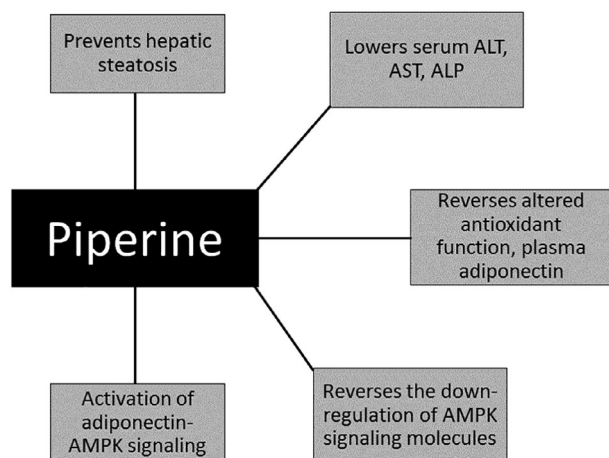 Prevents hepatic
steatosis
Lowers serum ALT,
AST, ALP
Piperine
Reverses altered
antioxidant
function, plasma
adiponectin
Activation of
adiponectin-
AMPK signaling
Reverses the down-
regulation of AMPK
signaling molecules